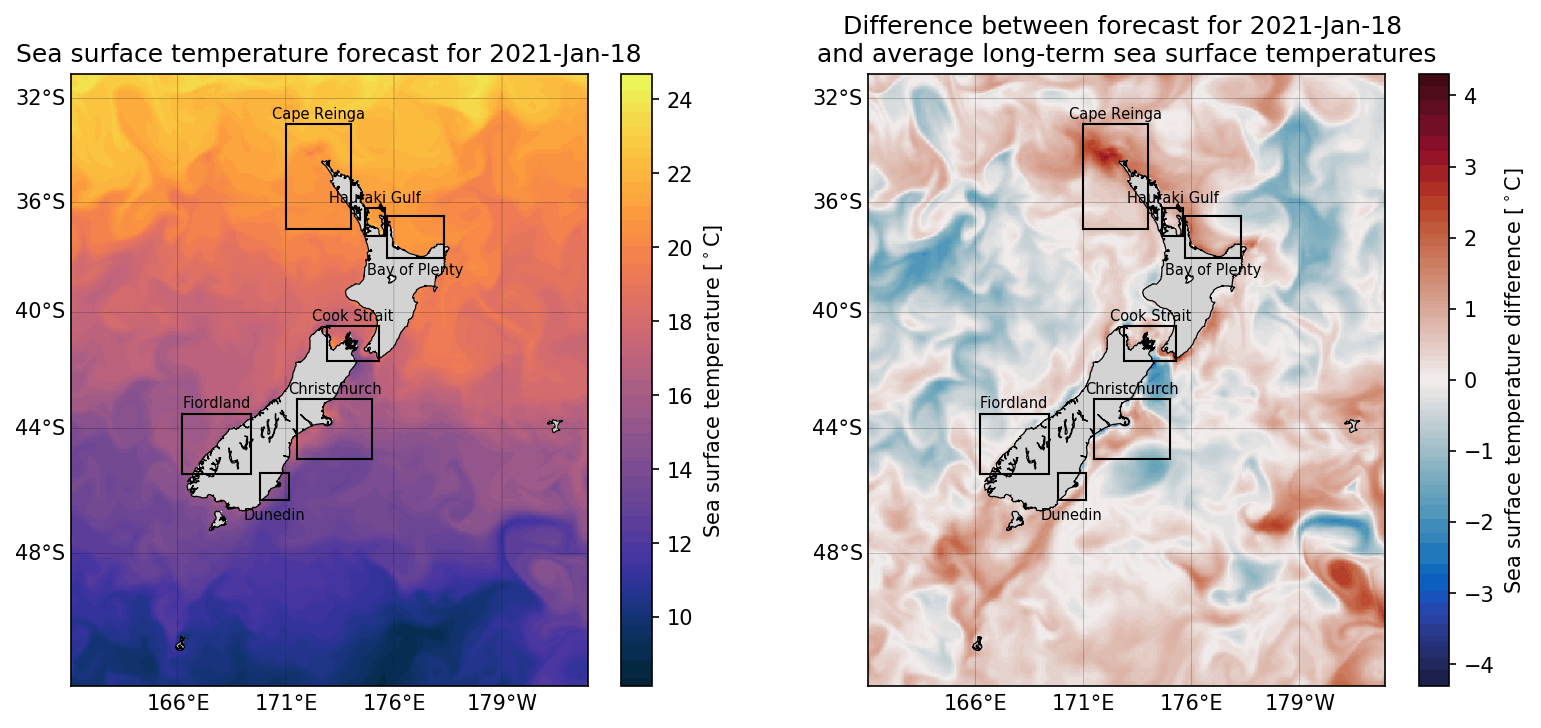 Sea surface temperature forecast for 2021-Jan-18
32°S
36°S
40°S
44°S
48°S
166°E
171°E
176°E
179°W
Cape Reinga
Hauraki Gulf
Bay of Plenty
Cook Strait
Christchurch
Fiordland
Dunedin
24
22
20
18
16
14
12
10
Sea surface temperature [ °C]
Difference between forecast for 2021-Jan-18
and average long-term sea surface temperatures
32°S
36°S
40°S
44°S
48°S
166°E
171°E
176°E
179°W
Cape Reinga
Hauraki Gulf
Bay of Plenty
Cook Strait
Christchurch
Fiordland
Dunedin
4
3
2
1
0
−1
−2
−3
−4
Sea surface temperature difference [ °C]